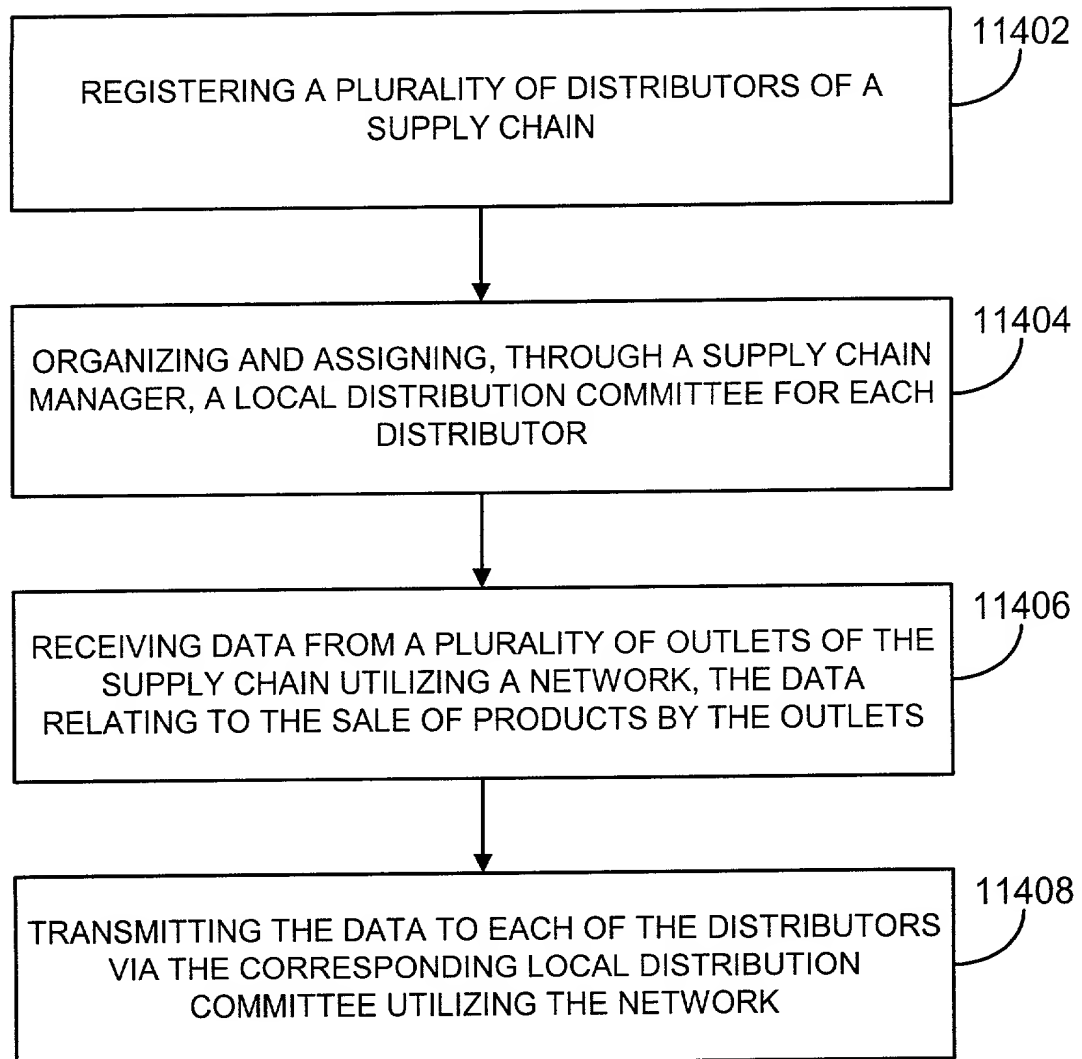 11402
REGISTERING A PLURALITY OF DISTRIBUTORS OF A
SUPPLY CHAIN
11404
ORGANIZING AND ASSIGNING, THROUGH A SUPPLY CHAIN
MANAGER, A LOCAL DISTRIBUTION COMMITTEE FOR EACH
DISTRIBUTOR
11406
RECEIVING DATA FROM A PLURALITY OF OUTLETS OF THE
SUPPLY CHAIN UTILIZING A NETWORK, THE DATA
RELATING TO THE SALE OF PRODUCTS BY THE OUTLETS
11408
TRANSMITTING THE DATA TO EACH OF THE DISTRIBUTORS
VIA THE CORRESPONDING LOCAL DISTRIBUTION
COMMITTEE UTILIZING THE NETWORK